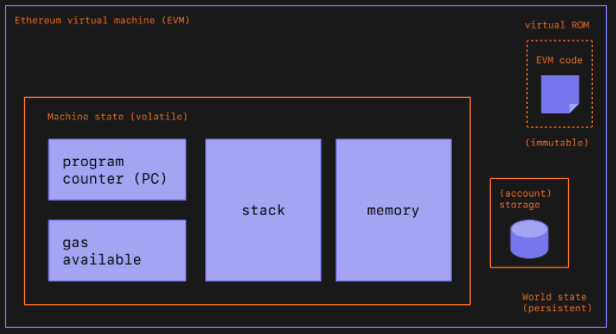 Ethereum virtual machine (EVM)
virtual ROM
EVM code
(immutable)
Machine state (volatile)
program
counter (PC)
gas
available
stack
memory
(account)
storage
World state
(persistent)